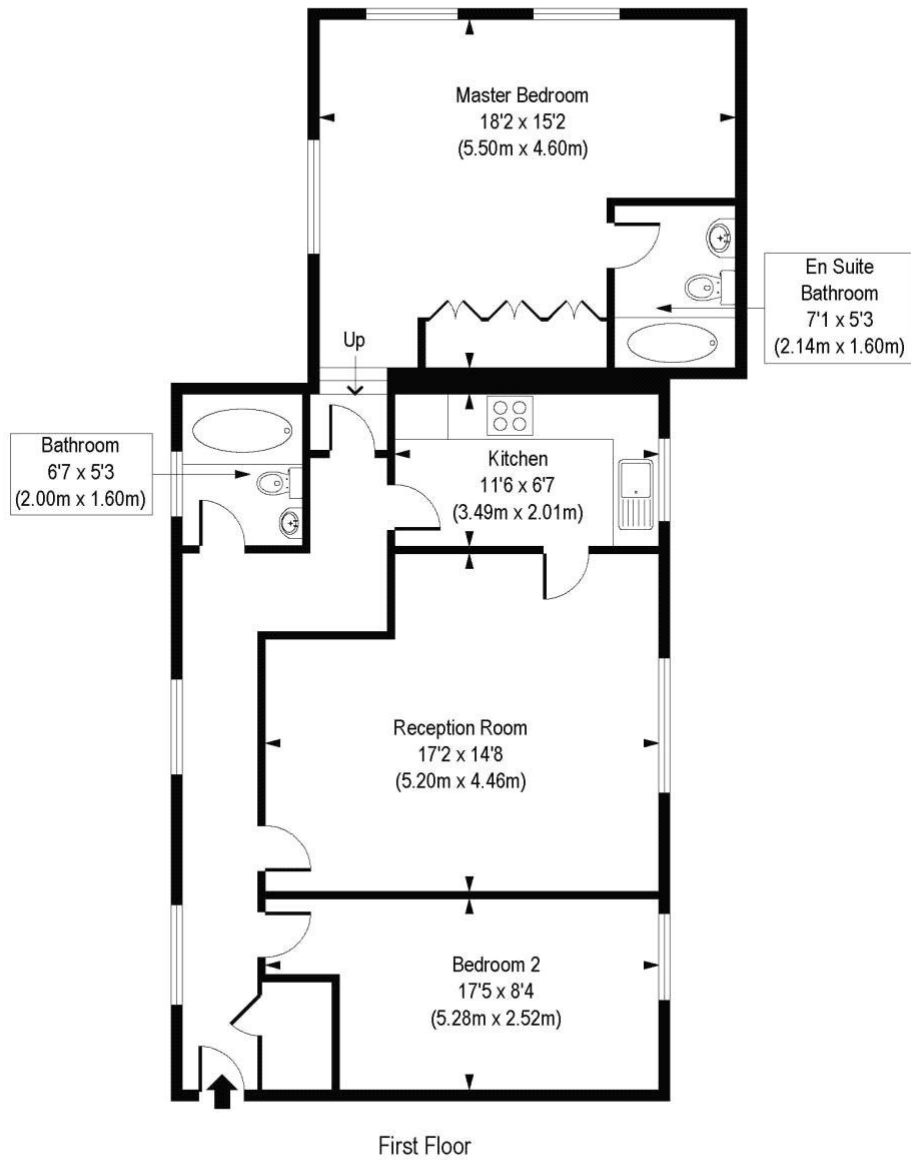 Master Bedroom
18'2 x 15'2
(5.50m x 4.60m)
En Suite
Bathroom
7'1 x 5'3
(2.14m x 1.60m)
Up
Bathroom
6'7 x 5'3
(2.00m x 1.60m)
Kitchen
11'6 x 6'7
(3.49m x 2.01m)
Reception Room
17'2 x 14'8
(5.20m x 4.46m)
Bedroom 2
17'5 x 8'4
(5.28m x 2.52m)
First Floor